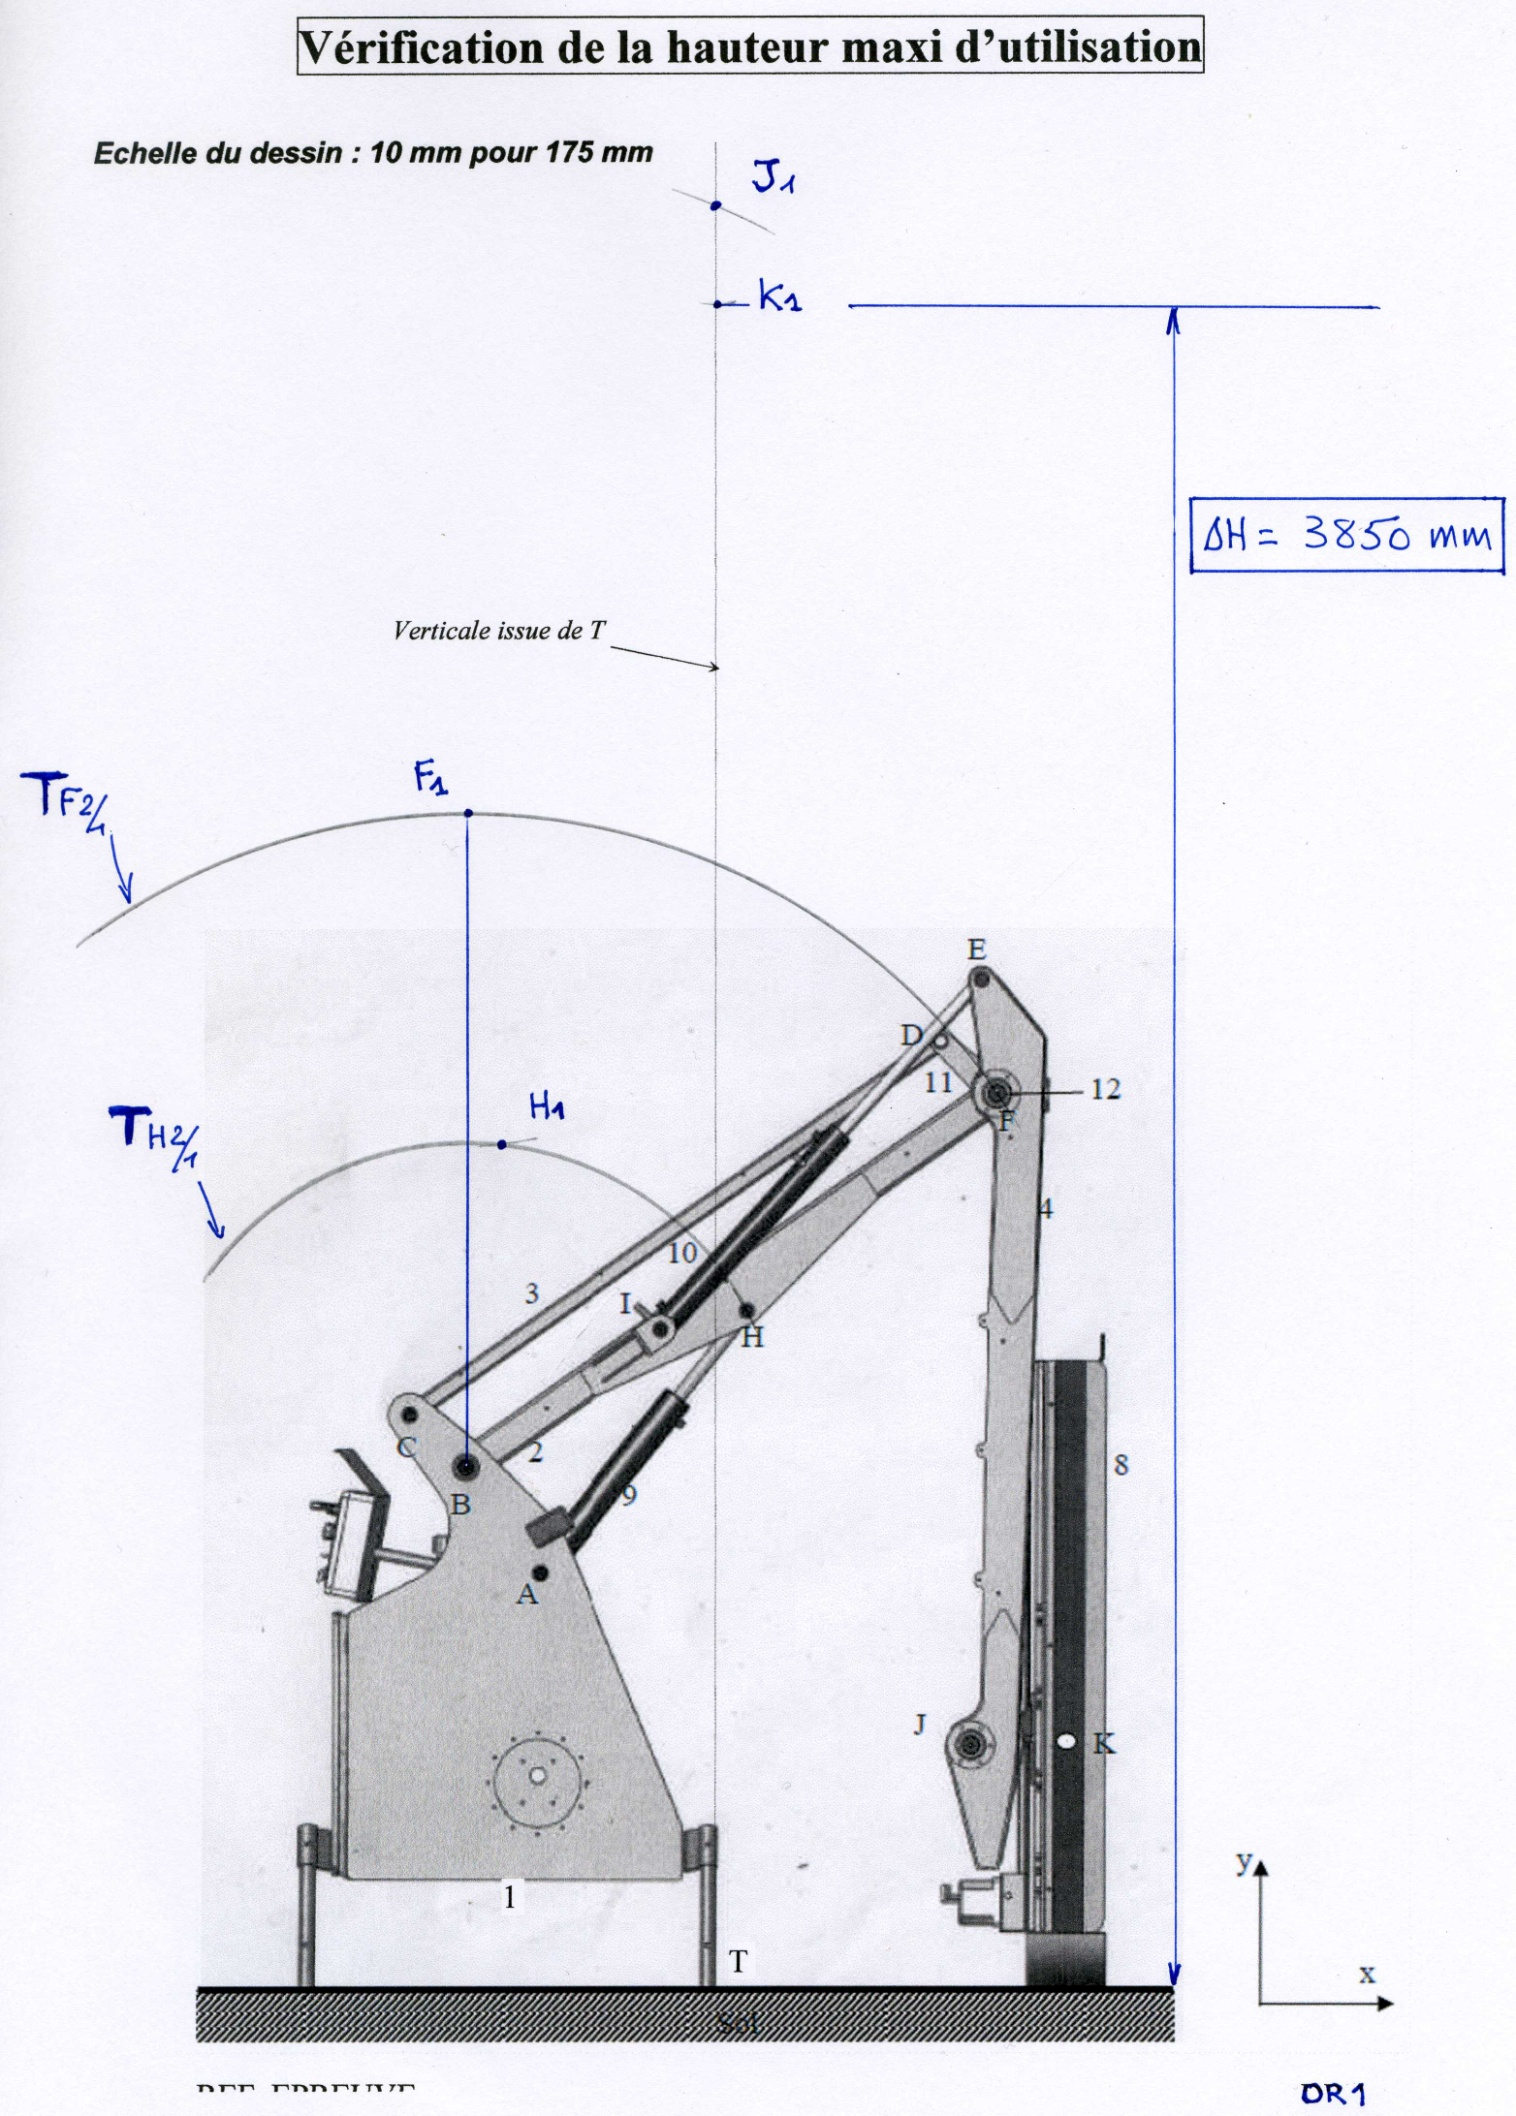 Vérification de la hauteur maxi d’utilisation
Echelle du dessin : 10 mm pour 175 mm
J1
K1
ΔH = 3850 mm
Verticale issue de T
F1
TF2/1
E
D
11
12
F
H1
TH2/1
4
10
3
I
H
C
2
8
9
B
A
J
K
1
y
T
x
Sol
REF EPREUVE
DR1